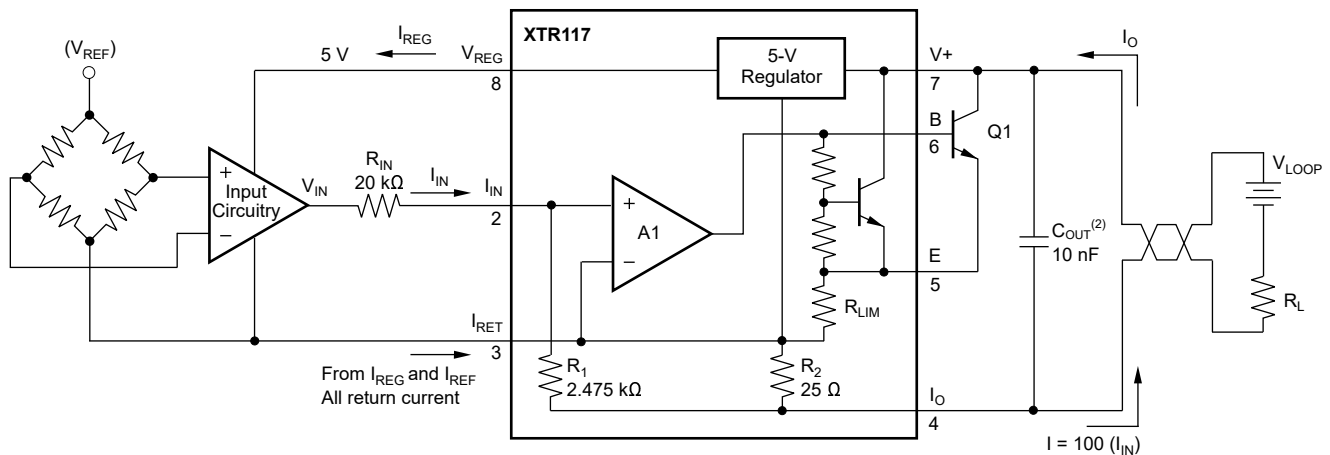 XTR117
(V_REF)
5 V
I_REG
V_REG
8
5-V
Regulator
V+
7
I_O
B
6
Q1
+
Input
Circuitry
−
V_IN
R_IN
20 kΩ
I_IN
I_IN
2
+
A1
−
E
5
R_LIM
C_OUT(2)
10 nF
V_LOOP
R_L
I_RET
3
From I_REG and I_REF
All return current
R_1
2.475 kΩ
R_2
25 Ω
I_O
4
I = 100 (I_IN)